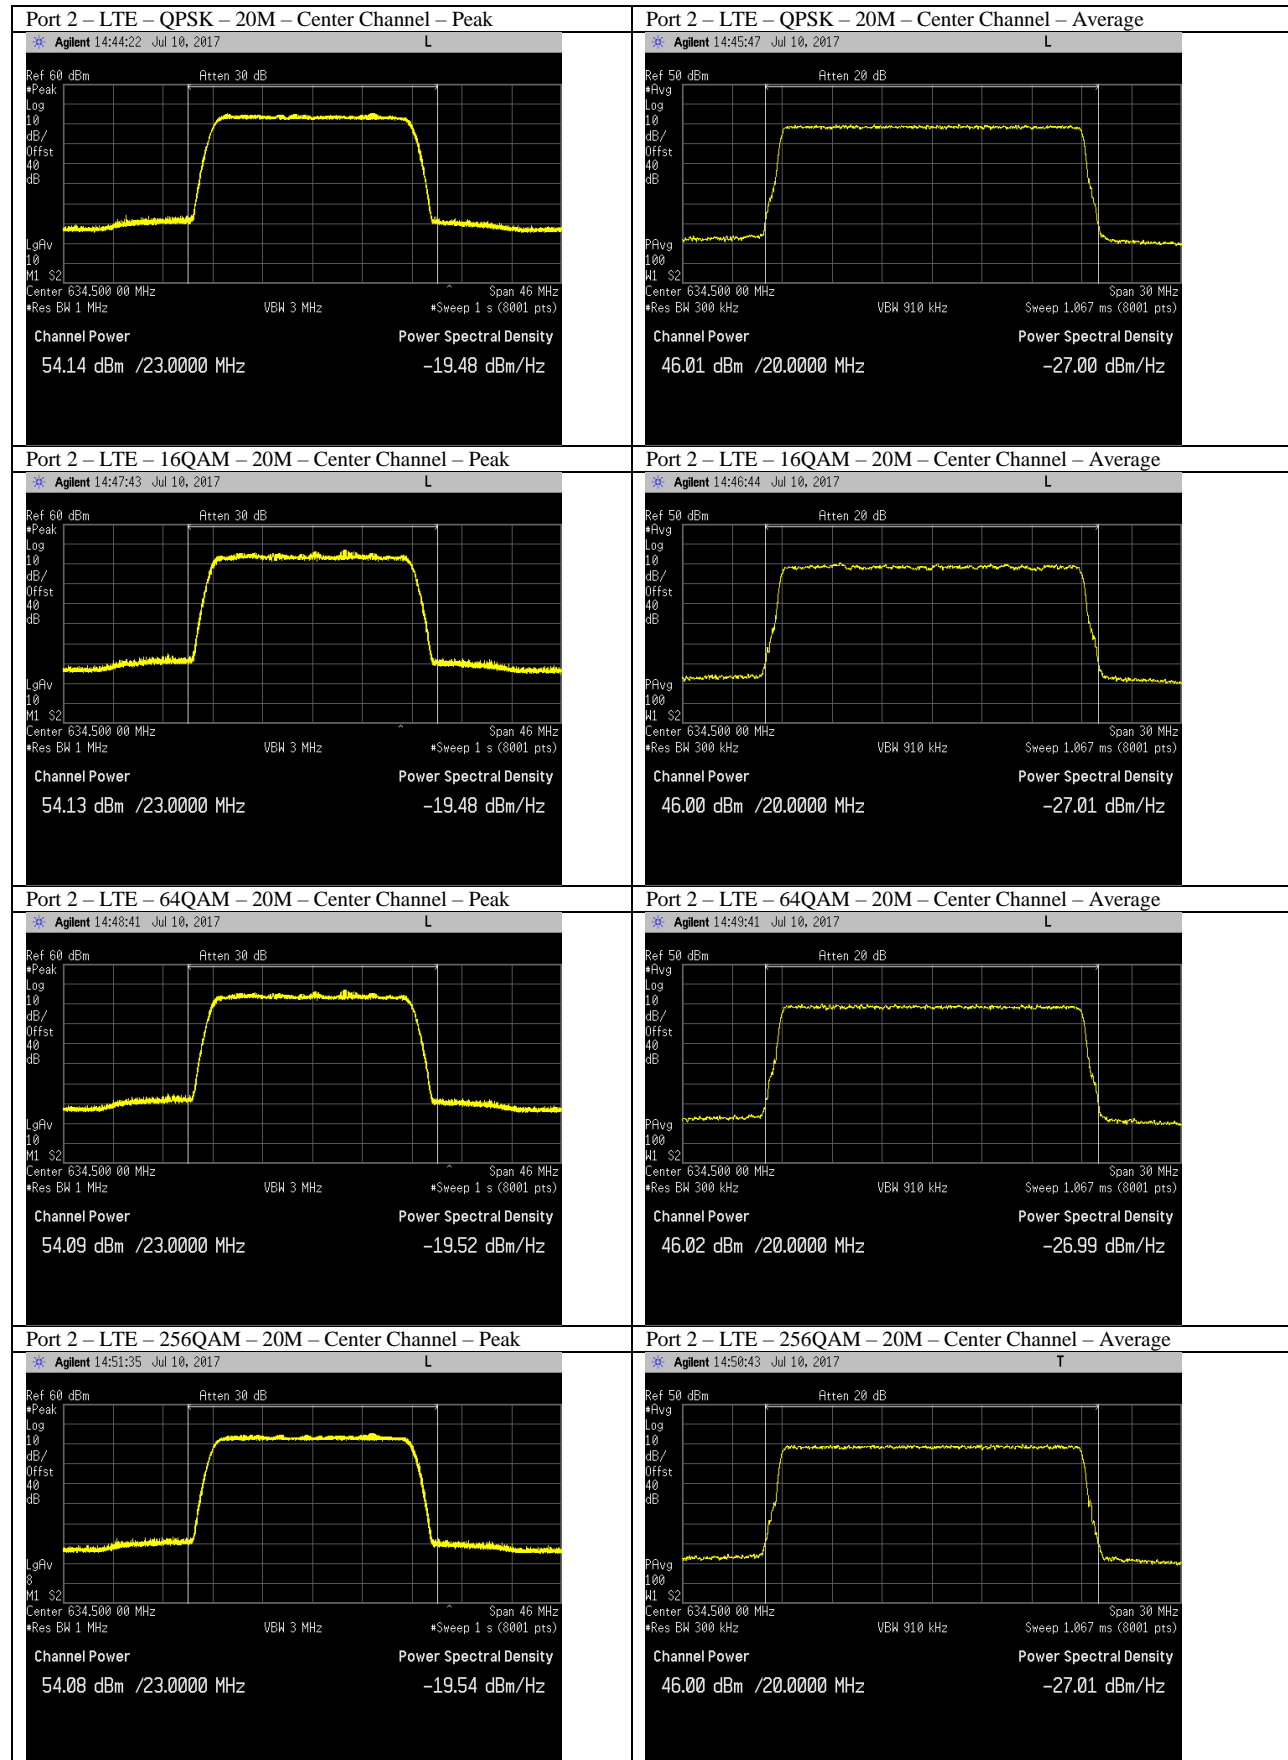 Port 2 – LTE – QPSK – 20M – Center Channel – Peak
Agilent 14:44:22 Jul 10, 2017 L
Ref 60 dBm Atten 30 dB
#Peak
Log
10
dB/
Offst
40
dB
LgAv
10
M1 S2
Center 634.500 00 MHz Span 46 MHz
#Res BW 1 MHz VBW 3 MHz #Sweep 1 s (8001 pts)
Channel Power Power Spectral Density
54.14 dBm /23.0000 MHz -19.48 dBm/Hz
Port 2 – LTE – QPSK – 20M – Center Channel – Average
Agilent 14:45:47 Jul 10, 2017 L
Ref 50 dBm Atten 20 dB
#Avg
Log
10
dB/
Offst
40
dB
PAvg
100
W1 S2
Center 634.500 00 MHz Span 30 MHz
#Res BW 300 kHz VBW 910 kHz Sweep 1.067 ms (8001 pts)
Channel Power Power Spectral Density
46.01 dBm /20.0000 MHz -27.00 dBm/Hz
Port 2 – LTE – 16QAM – 20M – Center Channel – Peak
Agilent 14:47:43 Jul 10, 2017 L
Ref 60 dBm Atten 30 dB
#Peak
Log
10
dB/
Offst
40
dB
LgAv
10
M1 S2
Center 634.500 00 MHz Span 46 MHz
#Res BW 1 MHz VBW 3 MHz #Sweep 1 s (8001 pts)
Channel Power Power Spectral Density
54.13 dBm /23.0000 MHz -19.48 dBm/Hz
Port 2 – LTE – 16QAM – 20M – Center Channel – Average
Agilent 14:46:44 Jul 10, 2017 L
Ref 50 dBm Atten 20 dB
#Avg
Log
10
dB/
Offst
40
dB
PAvg
100
W1 S2
Center 634.500 00 MHz Span 30 MHz
#Res BW 300 kHz VBW 910 kHz Sweep 1.067 ms (8001 pts)
Channel Power Power Spectral Density
46.00 dBm /20.0000 MHz -27.01 dBm/Hz
Port 2 – LTE – 64QAM – 20M – Center Channel – Peak
Agilent 14:48:41 Jul 10, 2017 L
Ref 60 dBm Atten 30 dB
#Peak
Log
10
dB/
Offst
40
dB
LgAv
10
M1 S2
Center 634.500 00 MHz Span 46 MHz
#Res BW 1 MHz VBW 3 MHz #Sweep 1 s (8001 pts)
Channel Power Power Spectral Density
54.09 dBm /23.0000 MHz -19.52 dBm/Hz
Port 2 – LTE – 64QAM – 20M – Center Channel – Average
Agilent 14:49:41 Jul 10, 2017 L
Ref 50 dBm Atten 20 dB
#Avg
Log
10
dB/
Offst
40
dB
PAvg
100
W1 S2
Center 634.500 00 MHz Span 30 MHz
#Res BW 300 kHz VBW 910 kHz Sweep 1.067 ms (8001 pts)
Channel Power Power Spectral Density
46.02 dBm /20.0000 MHz -26.99 dBm/Hz
Port 2 – LTE – 256QAM – 20M – Center Channel – Peak
Agilent 14:51:35 Jul 10, 2017 L
Ref 60 dBm Atten 30 dB
#Peak
Log
10
dB/
Offst
40
dB
LgAv
8
M1 S2
Center 634.500 00 MHz Span 46 MHz
#Res BW 1 MHz VBW 3 MHz #Sweep 1 s (8001 pts)
Channel Power Power Spectral Density
54.08 dBm /23.0000 MHz -19.54 dBm/Hz
Port 2 – LTE – 256QAM – 20M – Center Channel – Average
Agilent 14:50:43 Jul 10, 2017 T
Ref 50 dBm Atten 20 dB
#Avg
Log
10
dB/
Offst
40
dB
PAvg
100
W1 S2
Center 634.500 00 MHz Span 30 MHz
#Res BW 300 kHz VBW 910 kHz Sweep 1.067 ms (8001 pts)
Channel Power Power Spectral Density
46.00 dBm /20.0000 MHz -27.01 dBm/Hz